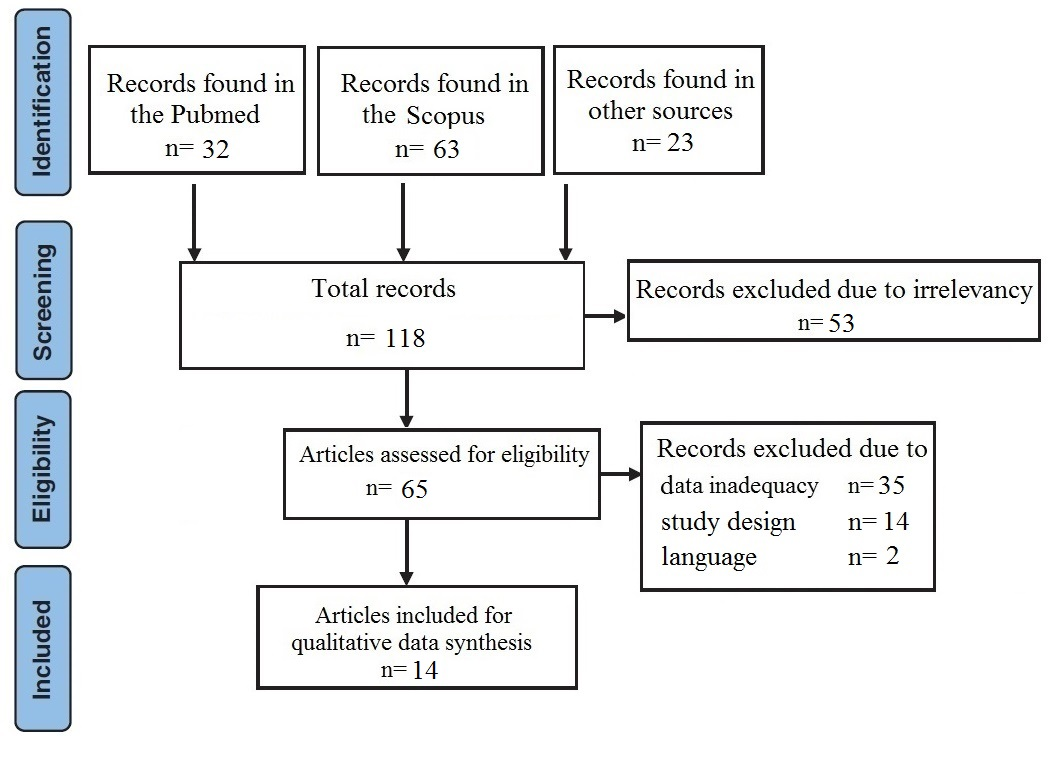 Identification
Records found in
the Pubmed
n= 32
Records found in
the Scopus
n= 63
Records found in
other sources
n= 23
Screening
Total records
n= 118
Records excluded due to irrelevancy
n= 53
Eligibility
Articles assessed for eligibility
n= 65
Records excluded due to
data inadequacy n= 35
study design n= 14
language n= 2
Included
Articles included for
qualitative data synthesis
n= 14